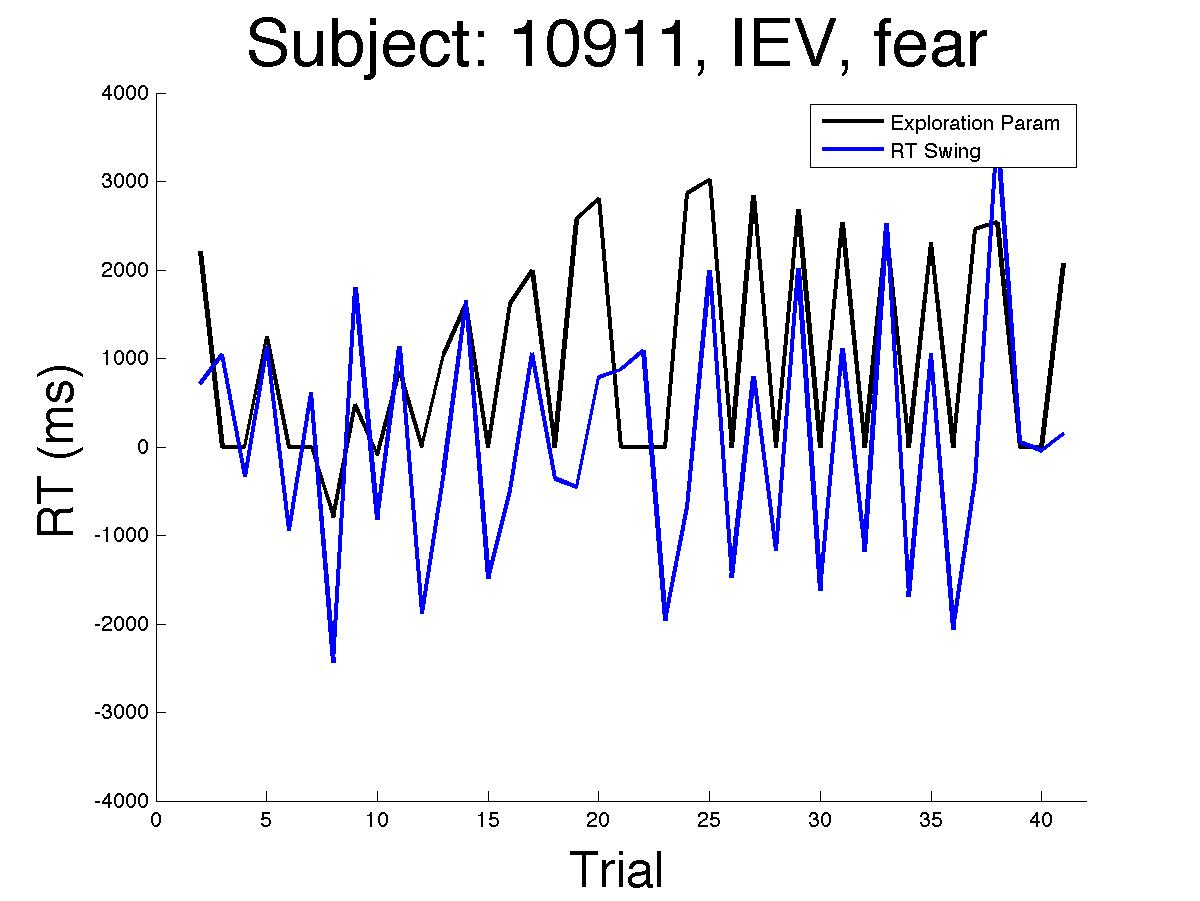 Subject: 10911, IEV, fear
4000
3000
2000
1000
0
-1000
-2000
-3000
-4000
RT (ms)
Exploration Param
RT Swing
0 5 10 15 20 25 30 35 40
Trial